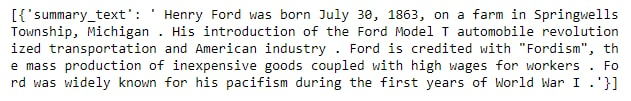 [{'summary_text': ' Henry Ford was born July 30, 1863, on a farm in Springwells
Township, Michigan . His introduction of the Ford Model T automobile revolution
ized transportation and American industry . Ford is credited with "Fordism", th
e mass production of inexpensive goods coupled with high wages for workers . Fo
rd was widely known for his pacifism during the first years of World War I .'}]